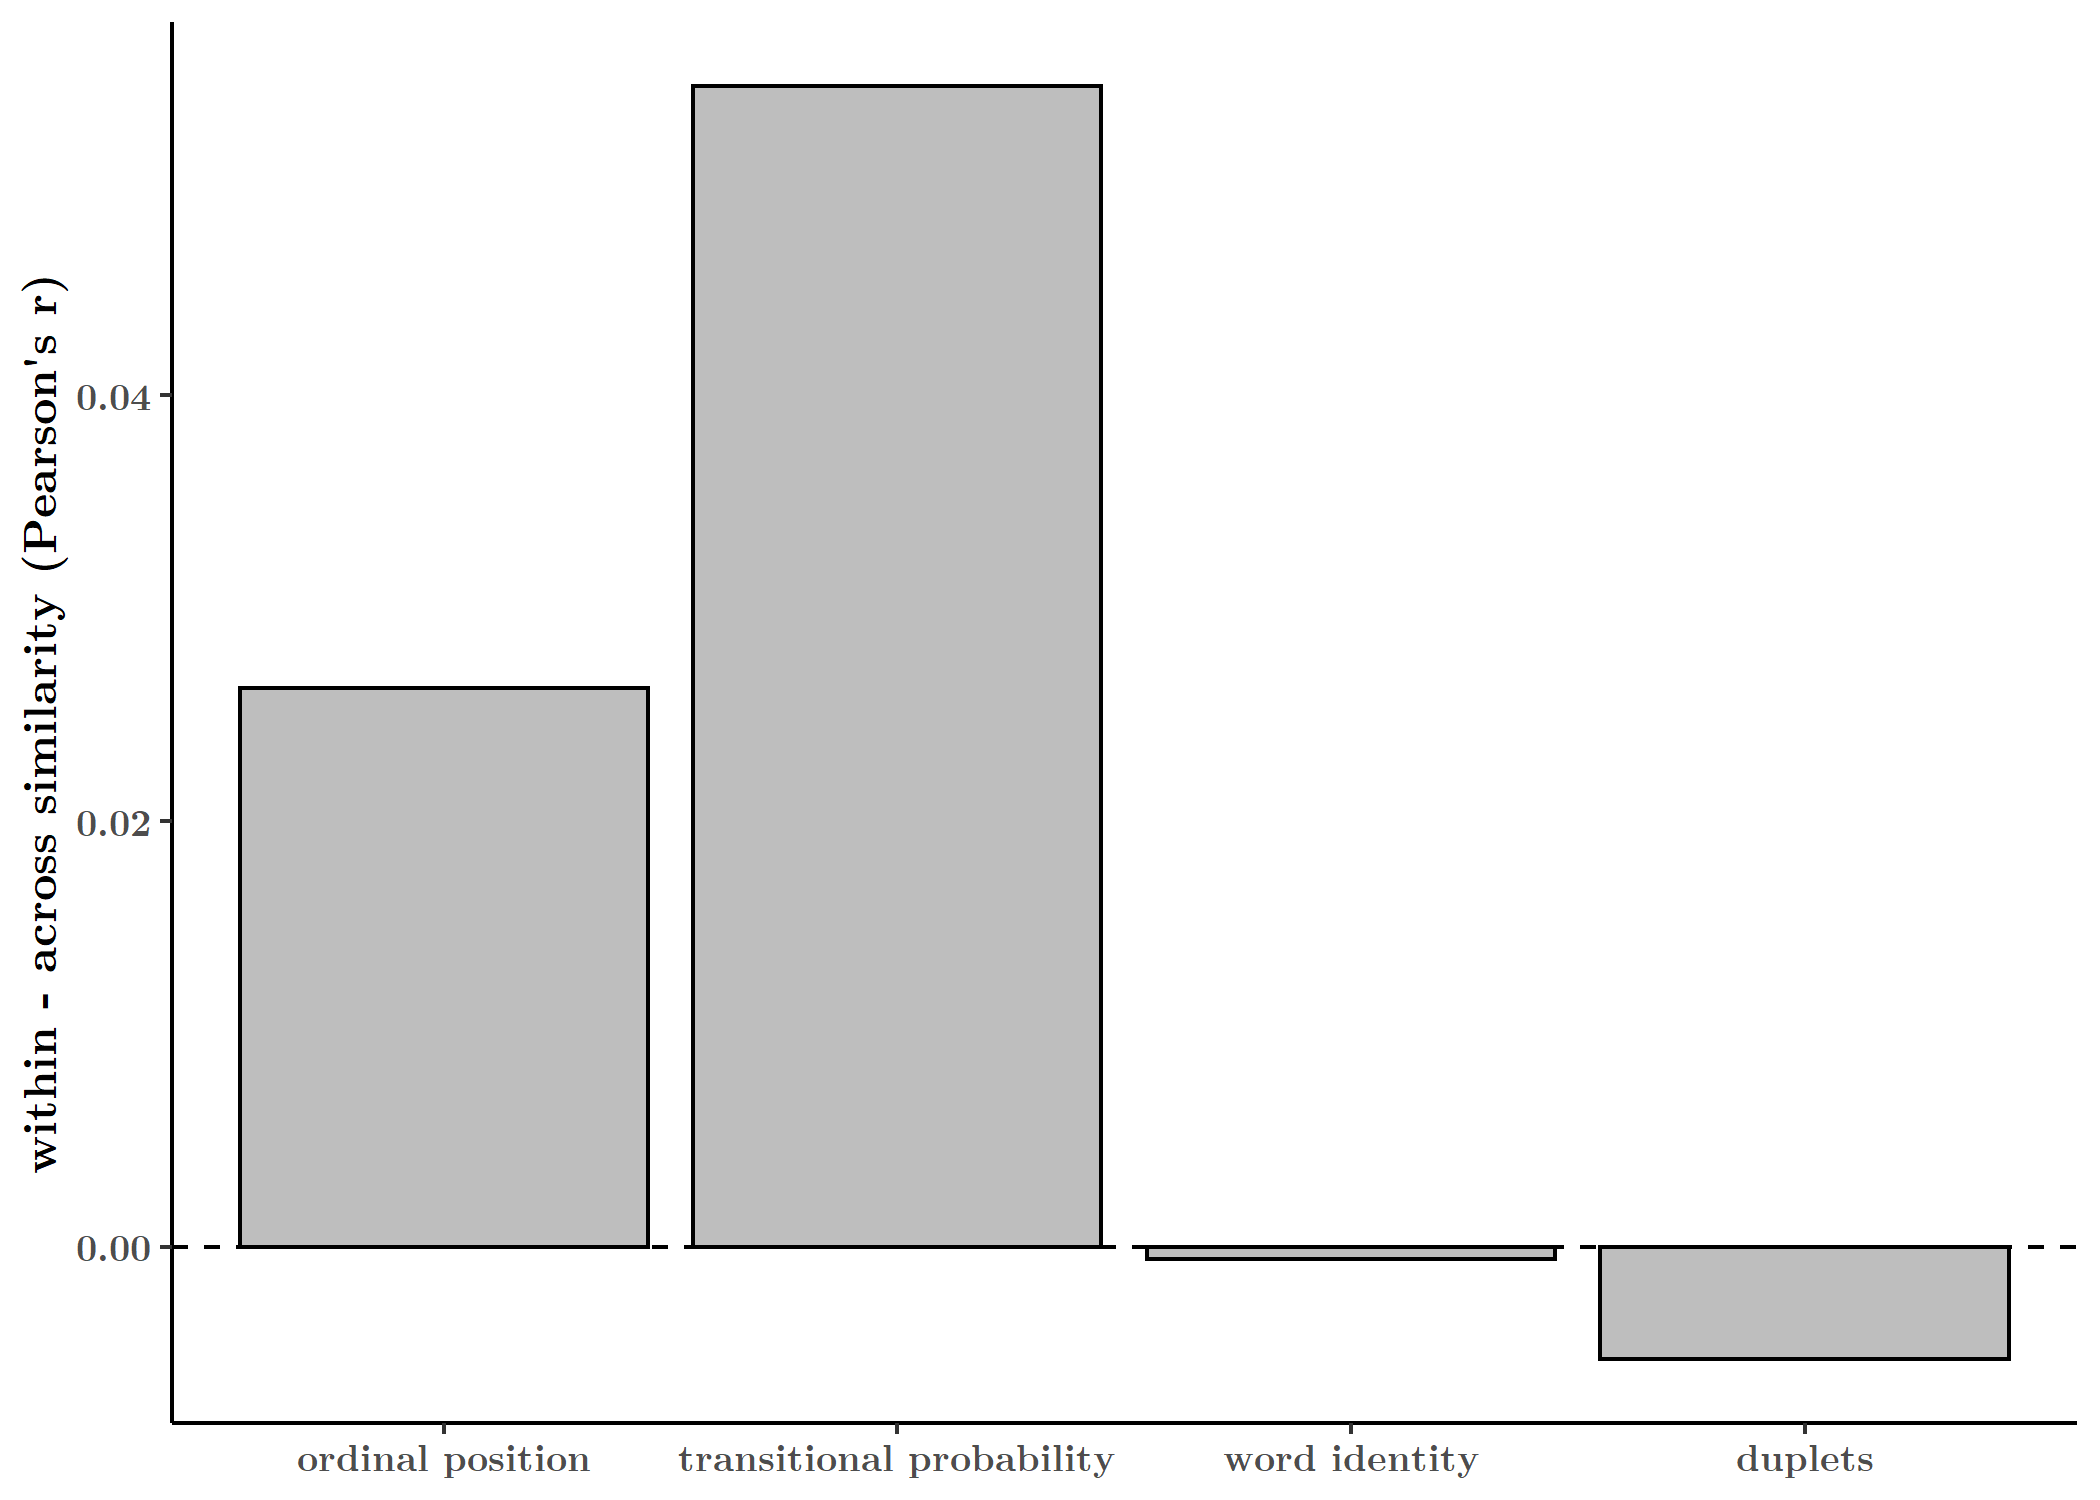 within - across similarity (Pearson's r)
0.04
0.02
0.00
ordinal position
transitional probability
word identity
duplets